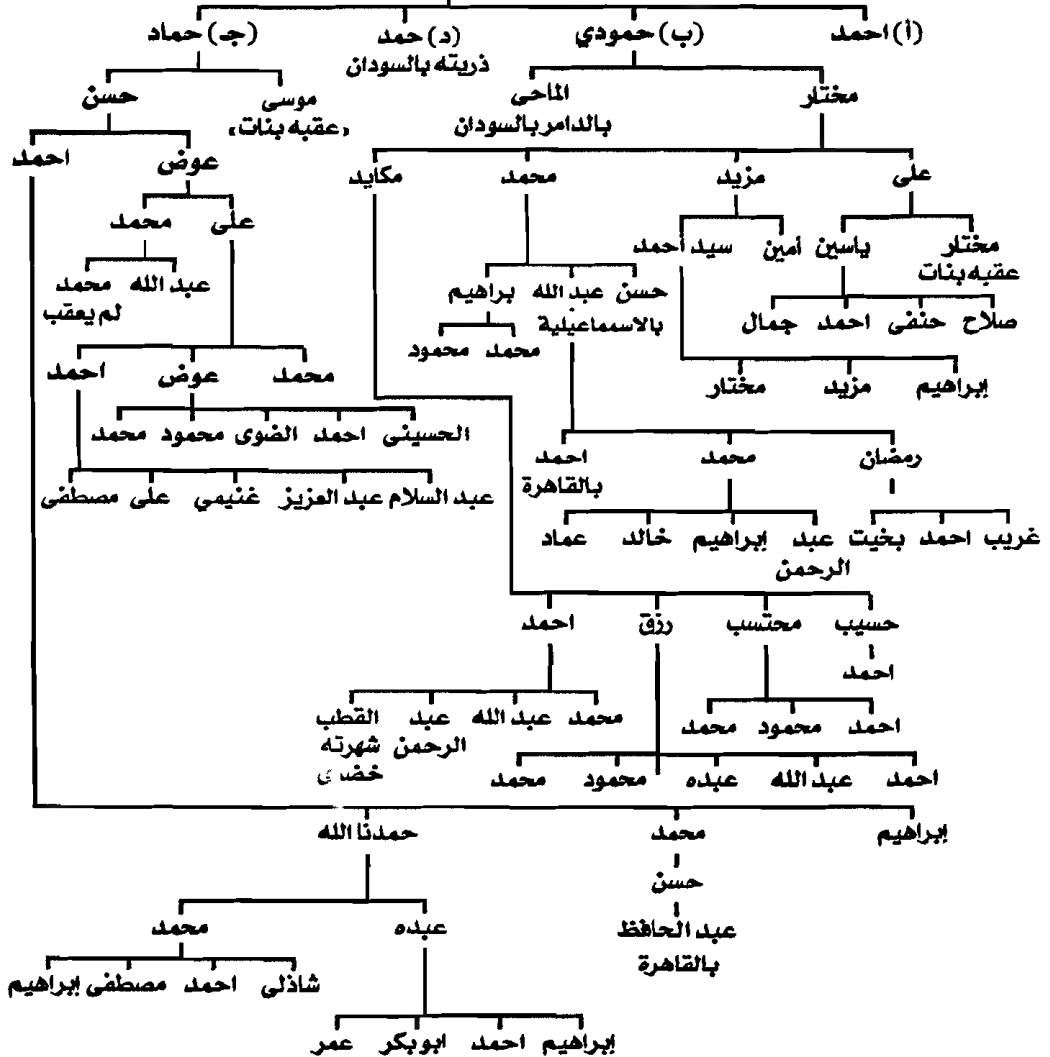 (أ) احمد (ب) حمودي (د) حمد (جـ) حماد
ذريته بالسودان
مختار الماحى موسى حسن
بالدامر بالسودان «عقبه بنات»
على مزيد محمد مكايد عوض احمد
على محمد
مختار ياسين أمين سيد احمد
عقبه بنات
حسن عبد الله براهيم عبد الله محمد
بالاسماعيلية لم يعقب
صلاح حنفى احمد جمال
محمد محمود
إبراهيم مزيد مختار محمد عوض احمد
الحسينى احمد الضوى محمود محمد
رمضان محمد احمد
بالقاهرة
عبد السلام عبد العزيز غنيمي على مصطفى
غريب احمد بخيت عبد إبراهيم خالد عماد
الرحمن
حسيب محتسب رزق احمد
احمد
محمد عبد الله عبد القطب
الرحمن شهرته
احمد محمود محمد
احمد عبد الله عبده محمود محمد
إبراهيم محمد حمدنا الله
حسن
عبد الحافظ عبده محمد
بالقاهرة
شاذلى احمد مصطفى إبراهيم
إبراهيم احمد ابوبكر عمر